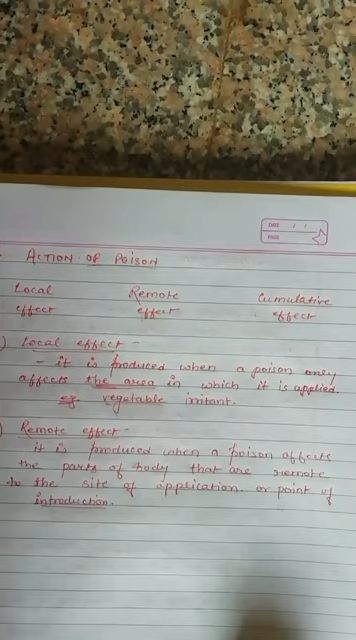 DATE / /
PAGE
ACTION OF POISON
Local Remote Cumulative
effect effect effect
) Local effect -
- it is produced when a poison only
affects the area in which it is applied.
eg vegetable irritant.
) Remote effect -
it is produced when a poison affects
the parts of body that are remote
to the site of application or point of
introduction.